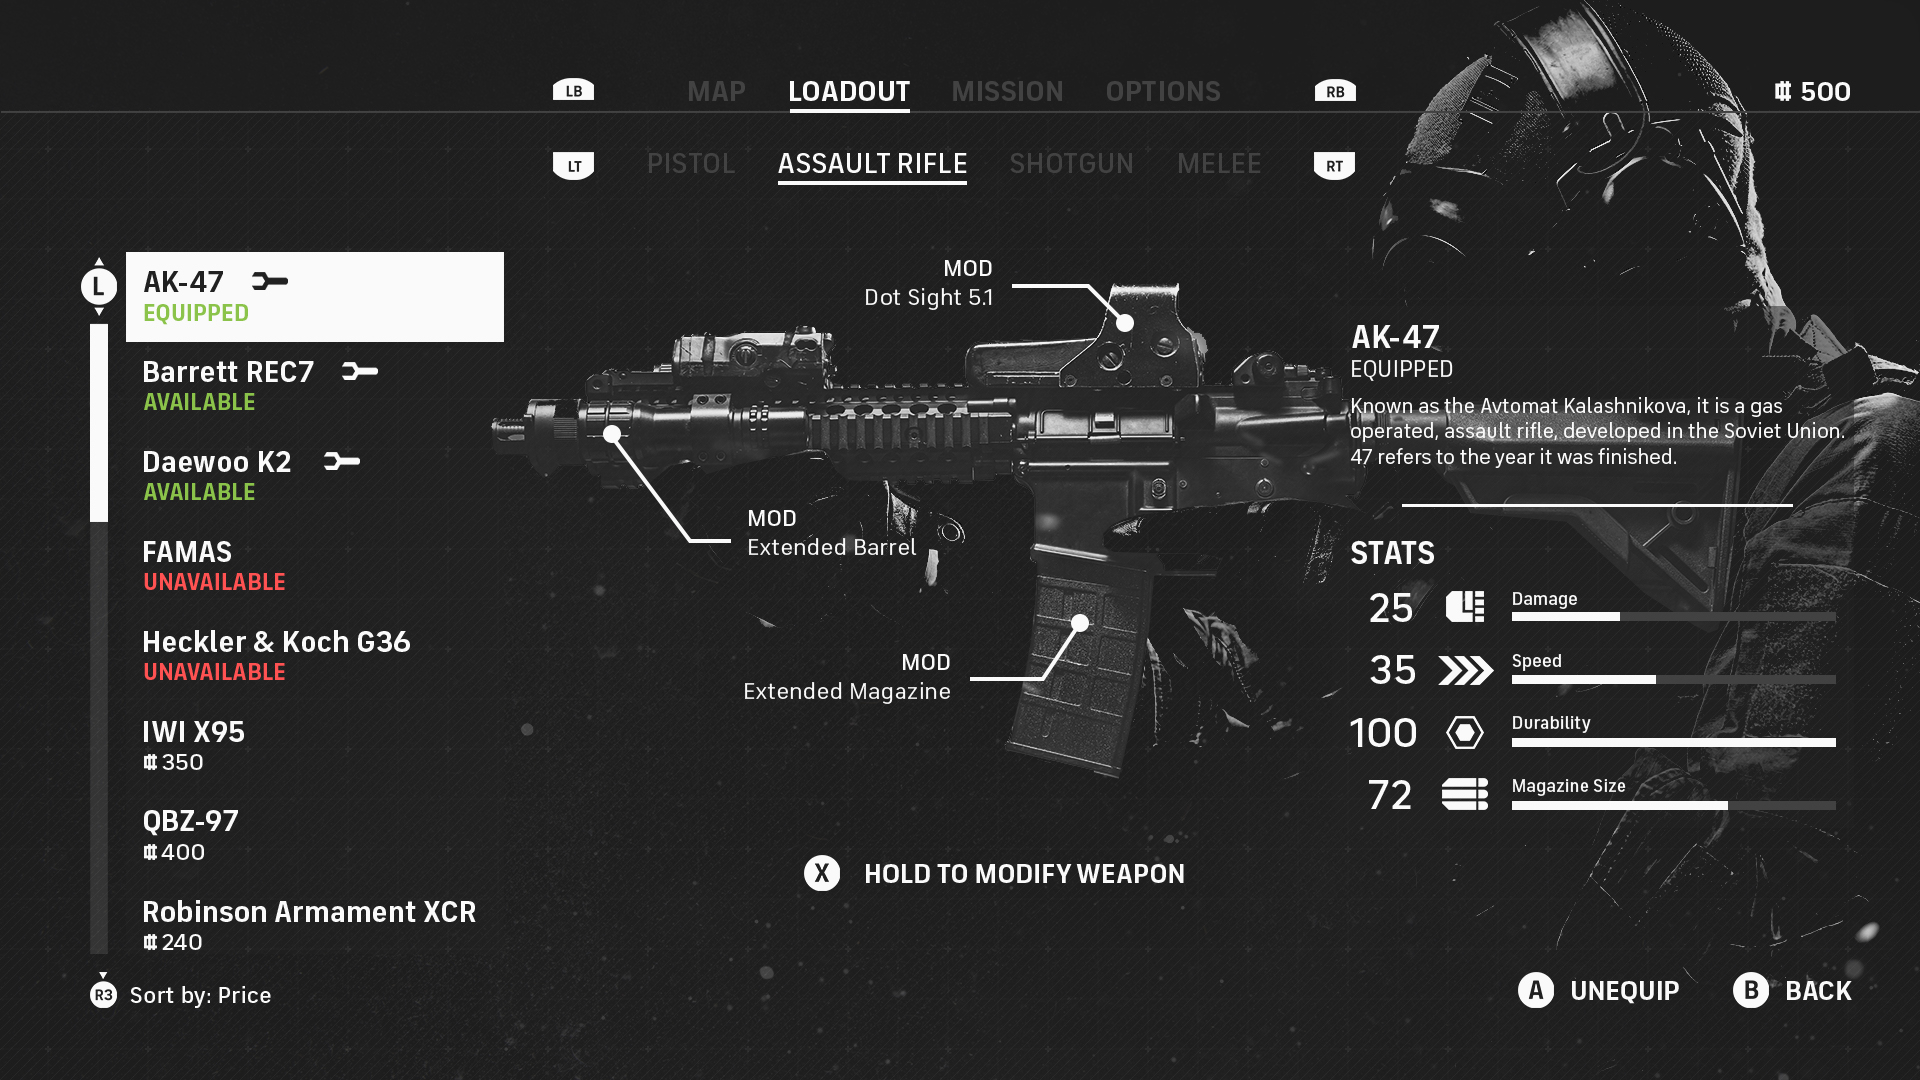 LB MAP LOADOUT MISSION OPTIONS RB 500
LT PISTOL ASSAULT RIFLE SHOTGUN MELEE RT
L
AK-47
EQUIPPED
Barrett REC7
AVAILABLE
Daewoo K2
AVAILABLE
FAMAS
UNAVAILABLE
Heckler & Koch G36
UNAVAILABLE
IWI X95
350
QBZ-97
400
Robinson Armament XCR
240
R3 Sort by: Price
MOD
Dot Sight 5.1
MOD
Extended Barrel
MOD
Extended Magazine
X HOLD TO MODIFY WEAPON
AK-47
EQUIPPED
Known as the Avtomat Kalashnikova, it is a gas
operated, assault rifle, developed in the Soviet Union.
47 refers to the year it was finished.
STATS
25 Damage
35 Speed
100 Durability
72 Magazine Size
A UNEQUIP B BACK